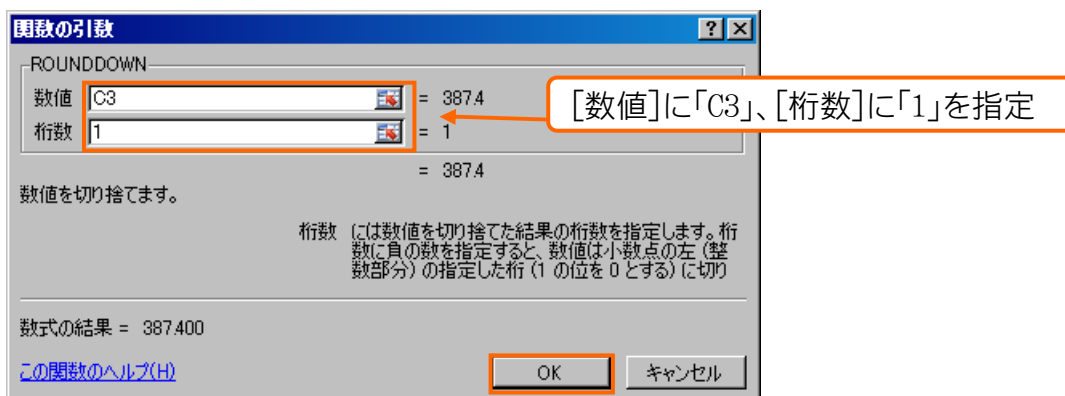 関数の引数
ROUNDDOWN
数値 C3 = 387.4
桁数 1 = 1
[数値]に「C3」、[桁数]に「1」を指定
= 387.4
数値を切り捨てます。
桁数 には数値を切り捨てた結果の桁数を指定します。桁
数に負の数を指定すると、数値は小数点の左 (整
数部分) の指定した桁 (1 の位を 0 とする) に切り
数式の結果 = 387.400
この関数のヘルプ(H)
OK
キャンセル